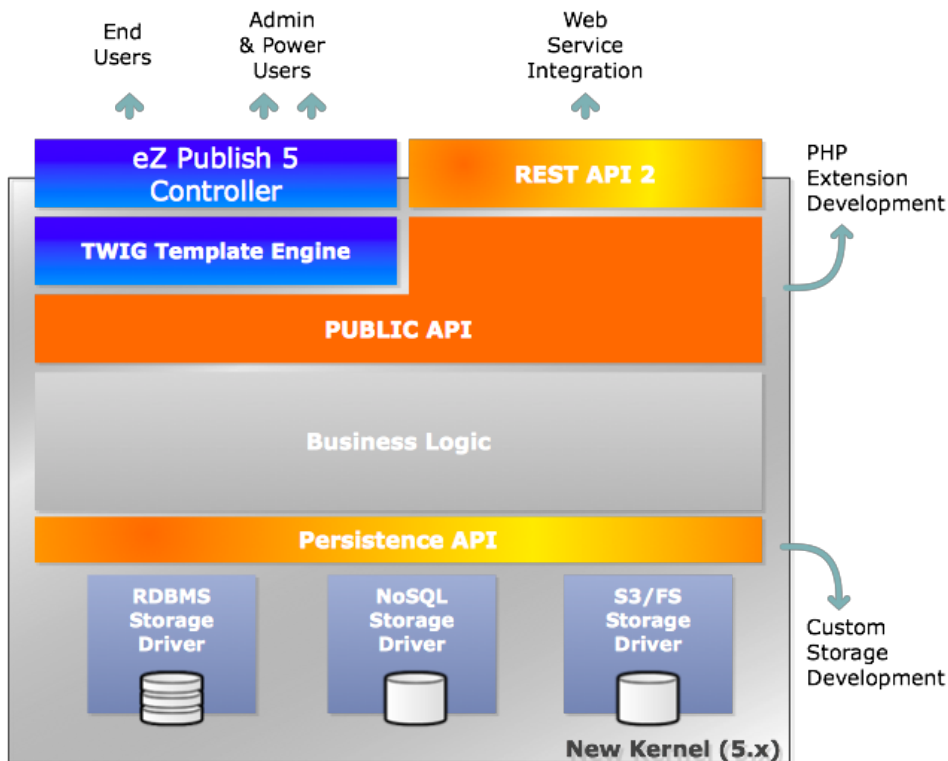 End
Users
Admin
& Power
Users
Web
Service
Integration
eZ Publish 5
Controller
REST API 2
PHP
Extension
Development
TWIG Template Engine
PUBLIC API
Business Logic
Persistence API
RDBMS
Storage
Driver
NoSQL
Storage
Driver
S3/FS
Storage
Driver
Custom
Storage
Development
New Kernel (5.x)